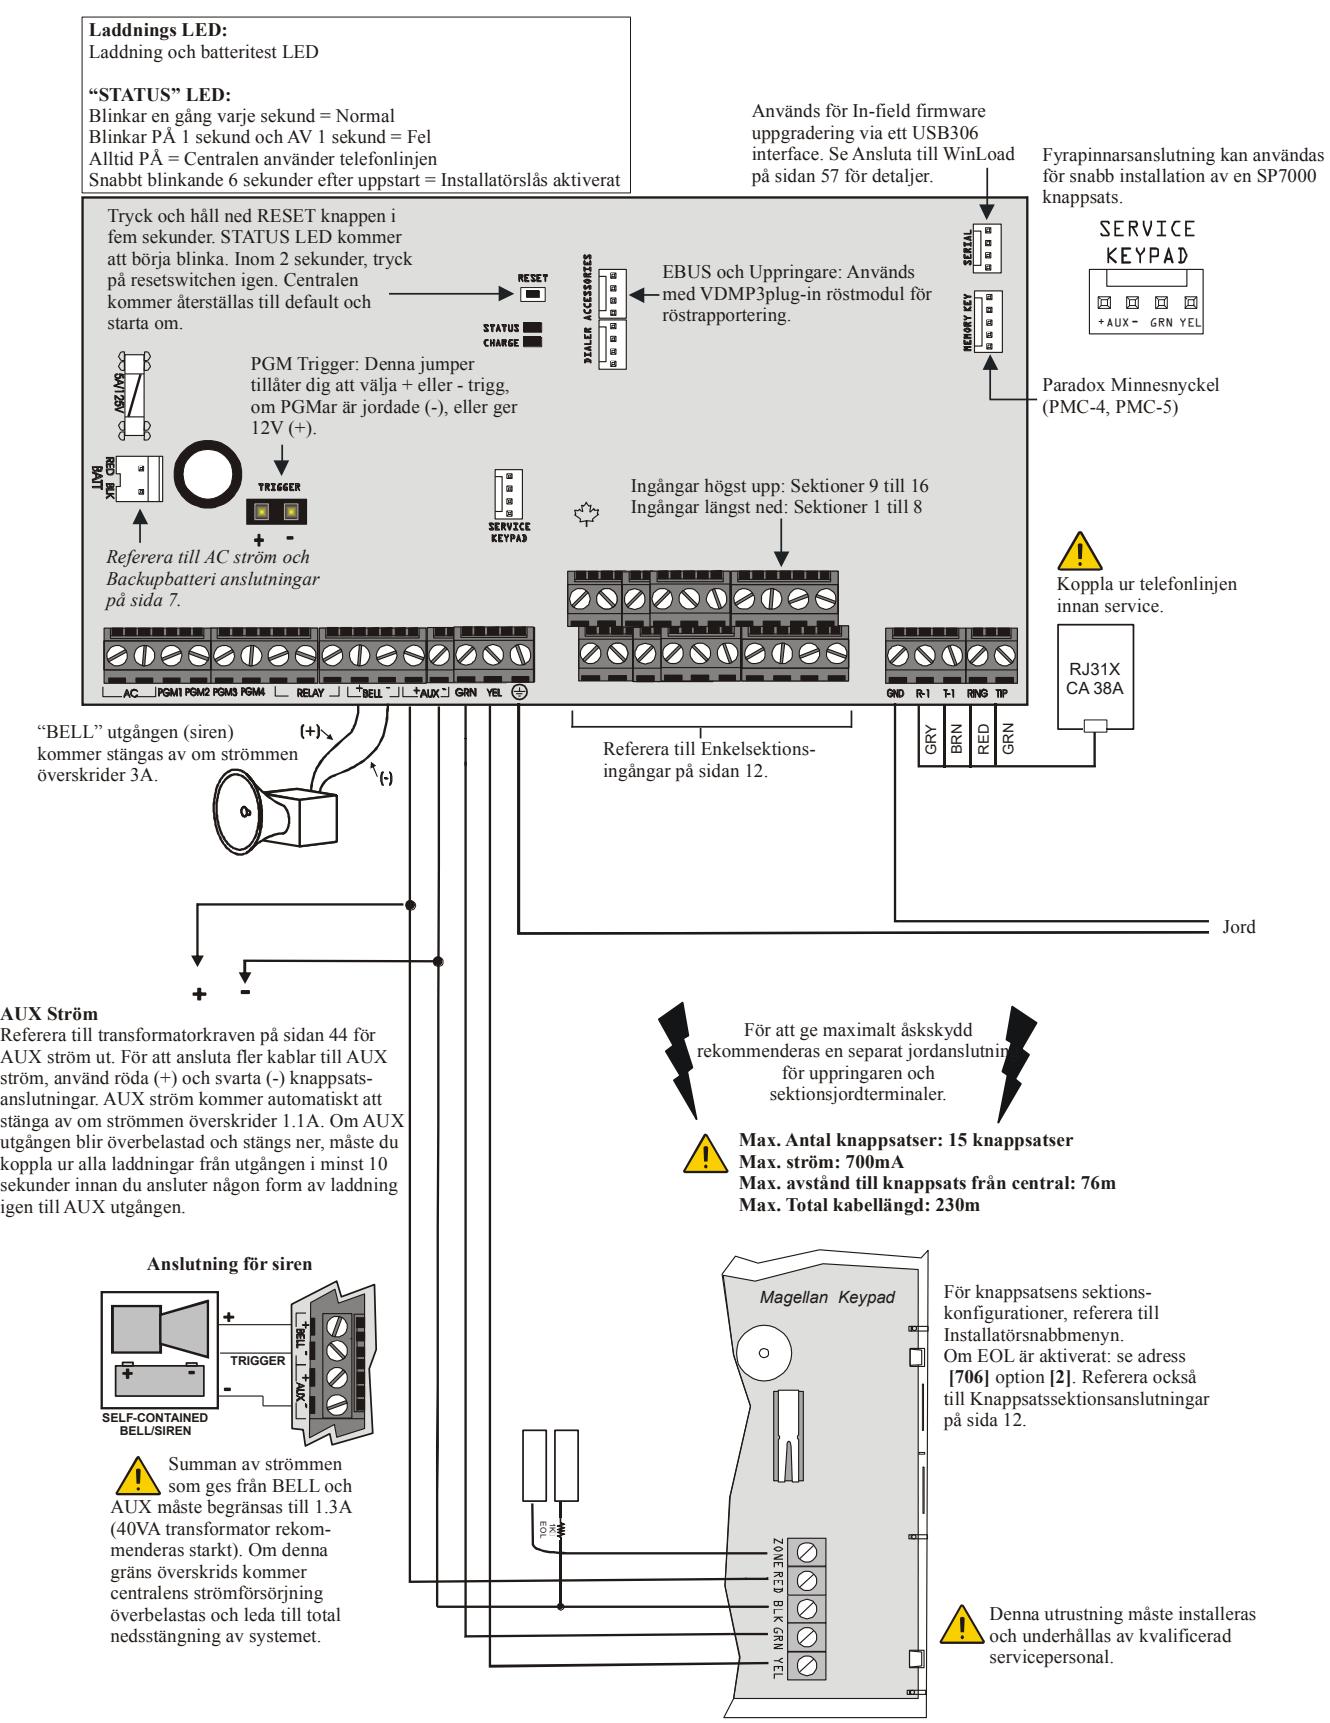 Laddnings LED:
Laddning och batteritest LED
“STATUS” LED:
Blinkar en gång varje sekund = Normal
Blinkar PÅ 1 sekund och AV 1 sekund = Fel
Alltid PÅ = Centralen använder telefonlinjen
Snabbt blinkande 6 sekunder efter uppstart = Installatörslås aktiverat
Används för In-field firmware
uppgradering via ett USB306
interface. Se Ansluta till WinLoad
på sidan 57 för detaljer.
Fyrapinnarsanslutning kan användas
för snabb installation av en SP7000
knappsats.
SERVICE
KEYPAD
+AUX- GRN YEL
Tryck och håll ned RESET knappen i
fem sekunder. STATUS LED kommer
att börja blinka. Inom 2 sekunder, tryck
på resetswitchen igen. Centralen
kommer återställas till default och
starta om.
RESET
STATUS
CHARGE
DIALER ACCESSORIES
EBUS och Uppringare: Används
med VDMP3plug-in röstmodul för
röstrapportering.
SERIAL
MEMORY KEY
Paradox Minnesnyckel
(PMC-4, PMC-5)
PGM Trigger: Denna jumper
tillåter dig att välja + eller - trigg,
om PGMar är jordade (-), eller ger
12V (+).
5A/125V
BATT
RED BLK
TRIGGER
+ -
SERVICE
KEYPAD
Ingångar högst upp: Sektioner 9 till 16
Ingångar längst ned: Sektioner 1 till 8
Referera till AC ström och
Backupbatteri anslutningar
på sida 7.
Koppla ur telefonlinjen
innan service.
RJ31X
CA 38A
AC PGM1 PGM2 PGM3 PGM4 RELAY + BELL - + AUX - GRN YEL
GND R-1 T-1 RING TIP
GRY
BRN
RED
GRN
“BELL” utgången (siren)
kommer stängas av om strömmen
överskrider 3A.
(+)
(-)
Referera till Enkelsektions-
ingångar på sidan 12.
Jord
+ -
AUX Ström
Referera till transformatorkraven på sidan 44 för
AUX ström ut. För att ansluta fler kablar till AUX
ström, använd röda (+) och svarta (-) knappsats-
anslutningar. AUX ström kommer automatiskt att
stänga av om strömmen överskrider 1.1A. Om AUX
utgången blir överbelastad och stängs ner, måste du
koppla ur alla laddningar från utgången i minst 10
sekunder innan du ansluter någon form av laddning
igen till AUX utgången.
För att ge maximalt åskskydd
rekommenderas en separat jordanslutnin
för uppringaren och
sektionsjordterminaler.
Max. Antal knappsatser: 15 knappsatser
Max. ström: 700mA
Max. avstånd till knappsats från central: 76m
Max. Total kabellängd: 230m
Anslutning för siren
+
TRIGGER
-
+ BELL - + AUX -
+ -
SELF-CONTAINED
BELL/SIREN
Summan av strömmen
som ges från BELL och
AUX måste begränsas till 1.3A
(40VA transformator rekom-
menderas starkt). Om denna
gräns överskrids kommer
centralens strömförsörjning
överbelastas och leda till total
nedsstängning av systemet.
Magellan Keypad
För knappsatsens sektions-
konfigurationer, referera till
Installatörsnabbmenyn.
Om EOL är aktiverat: se adress
[706] option [2]. Referera också
till Knappsatssektionsanslutningar
på sida 12.
1K
EOL
ZONE RED BLK GRN YEL
Denna utrustning måste installeras
och underhållas av kvalificerad
servicepersonal.